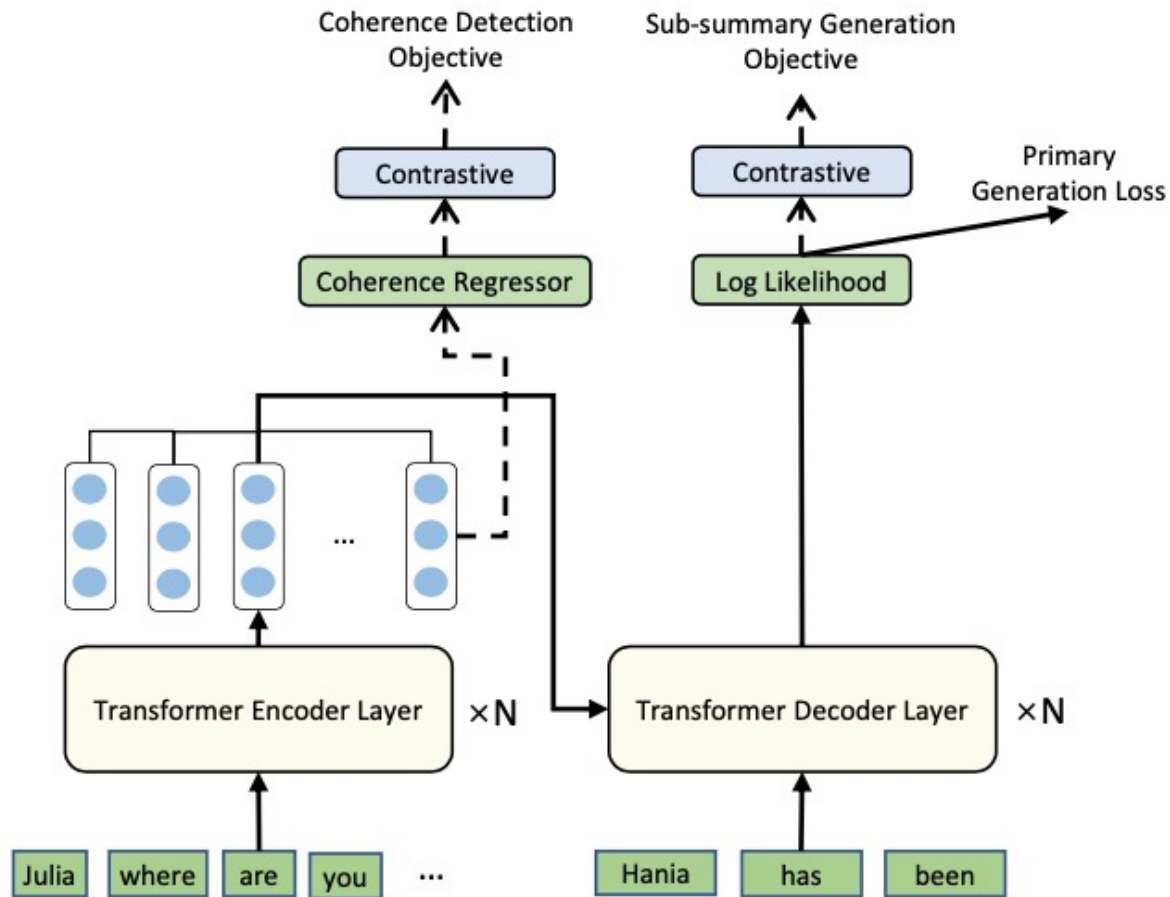 Coherence Detection
Objective
Sub-summary Generation
Objective
Contrastive
Contrastive
Primary
Generation Loss
Coherence Regressor
Log Likelihood
...
Transformer Encoder Layer
×N
Transformer Decoder Layer
×N
Julia where are you ...
Hania has been